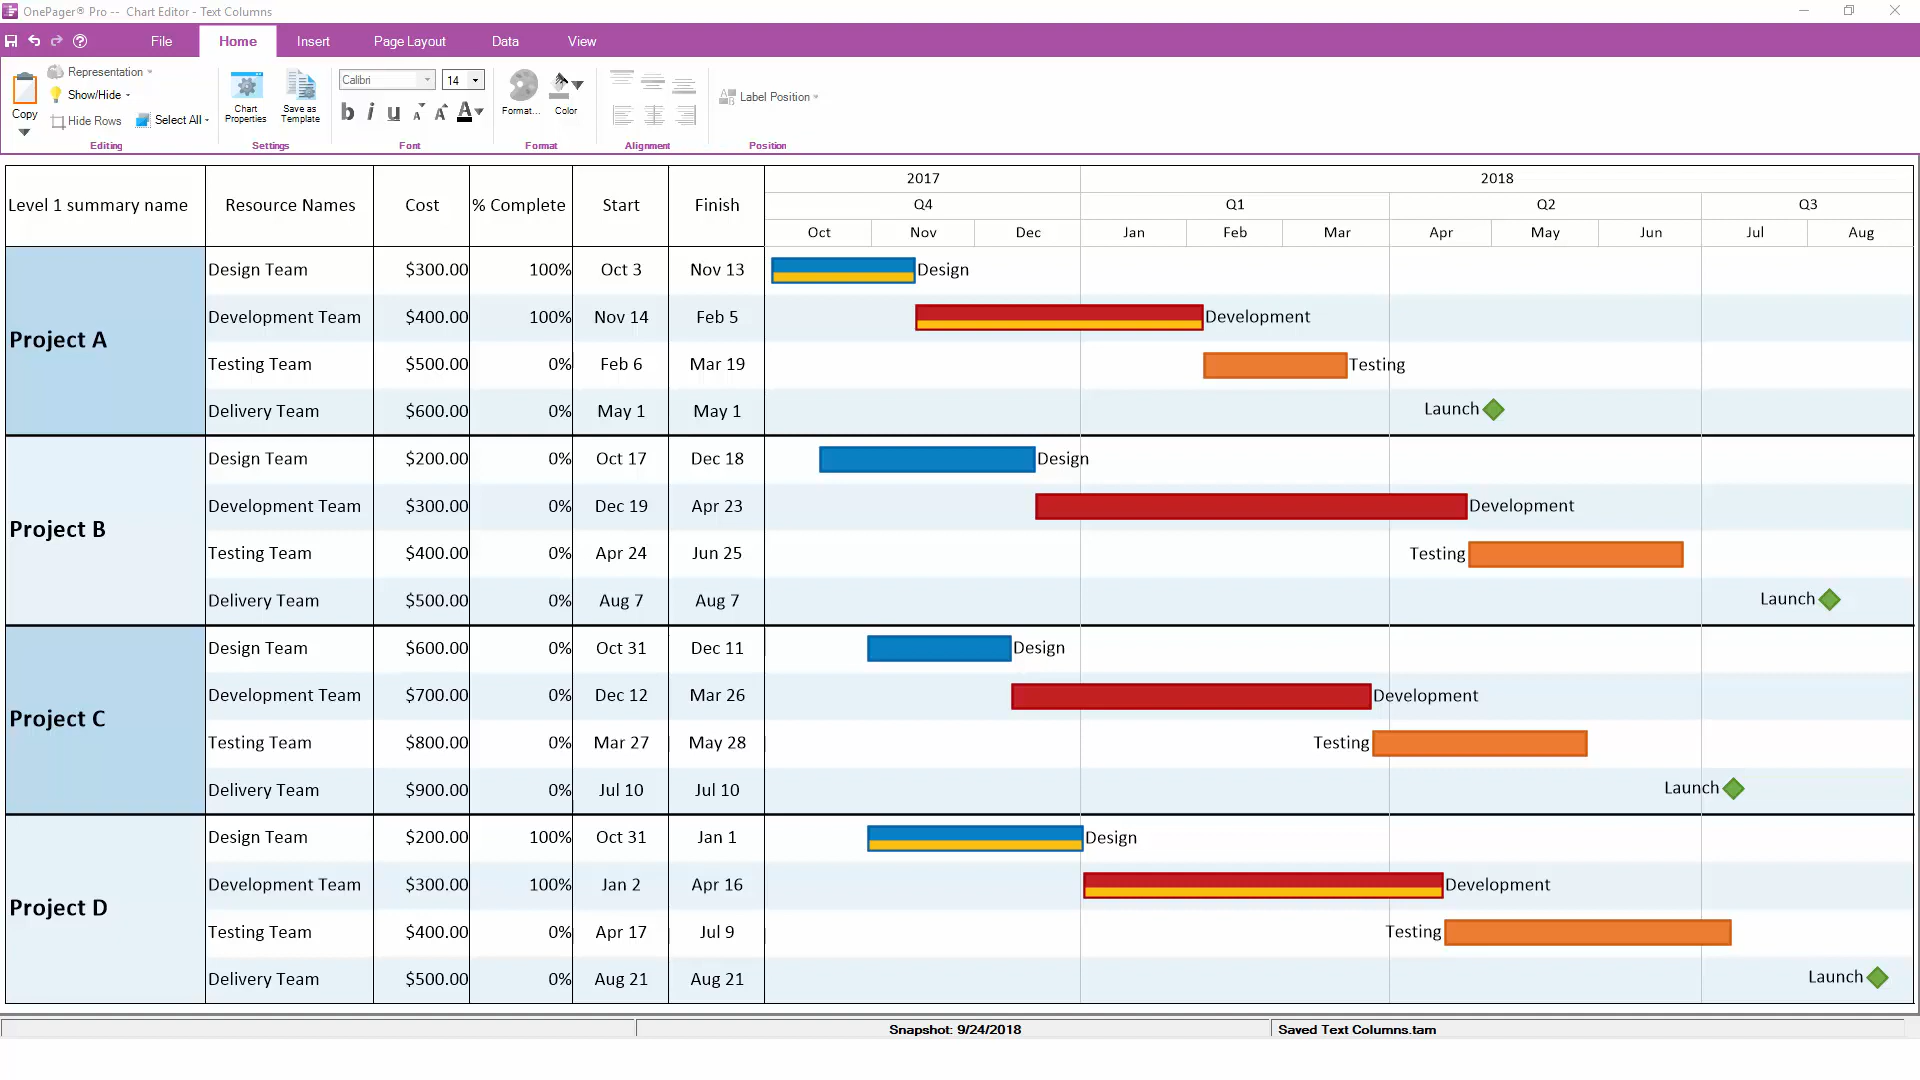 OnePager® Pro -- Chart Editor - Text Columns
File Home Insert Page Layout Data View
Copy
Representation
Show/Hide
Hide Rows
Select All
Editing
Chart Properties
Save as Template
Settings
Calibri 14
b i u A A A
Font
Format...
Color
Format
Alignment
Label Position
Position
Level 1 summary name Resource Names Cost % Complete Start Finish
2017 2018
Q4 Q1 Q2 Q3
Oct Nov Dec Jan Feb Mar Apr May Jun Jul Aug
Project A
Design Team $300.00 100% Oct 3 Nov 13 Design
Development Team $400.00 100% Nov 14 Feb 5 Development
Testing Team $500.00 0% Feb 6 Mar 19 Testing
Delivery Team $600.00 0% May 1 May 1 Launch
Project B
Design Team $200.00 0% Oct 17 Dec 18 Design
Development Team $300.00 0% Dec 19 Apr 23 Development
Testing Team $400.00 0% Apr 24 Jun 25 Testing
Delivery Team $500.00 0% Aug 7 Aug 7 Launch
Project C
Design Team $600.00 0% Oct 31 Dec 11 Design
Development Team $700.00 0% Dec 12 Mar 26 Development
Testing Team $800.00 0% Mar 27 May 28 Testing
Delivery Team $900.00 0% Jul 10 Jul 10 Launch
Project D
Design Team $200.00 100% Oct 31 Jan 1 Design
Development Team $300.00 100% Jan 2 Apr 16 Development
Testing Team $400.00 0% Apr 17 Jul 9 Testing
Delivery Team $500.00 0% Aug 21 Aug 21 Launch
Snapshot: 9/24/2018 Saved Text Columns.tam